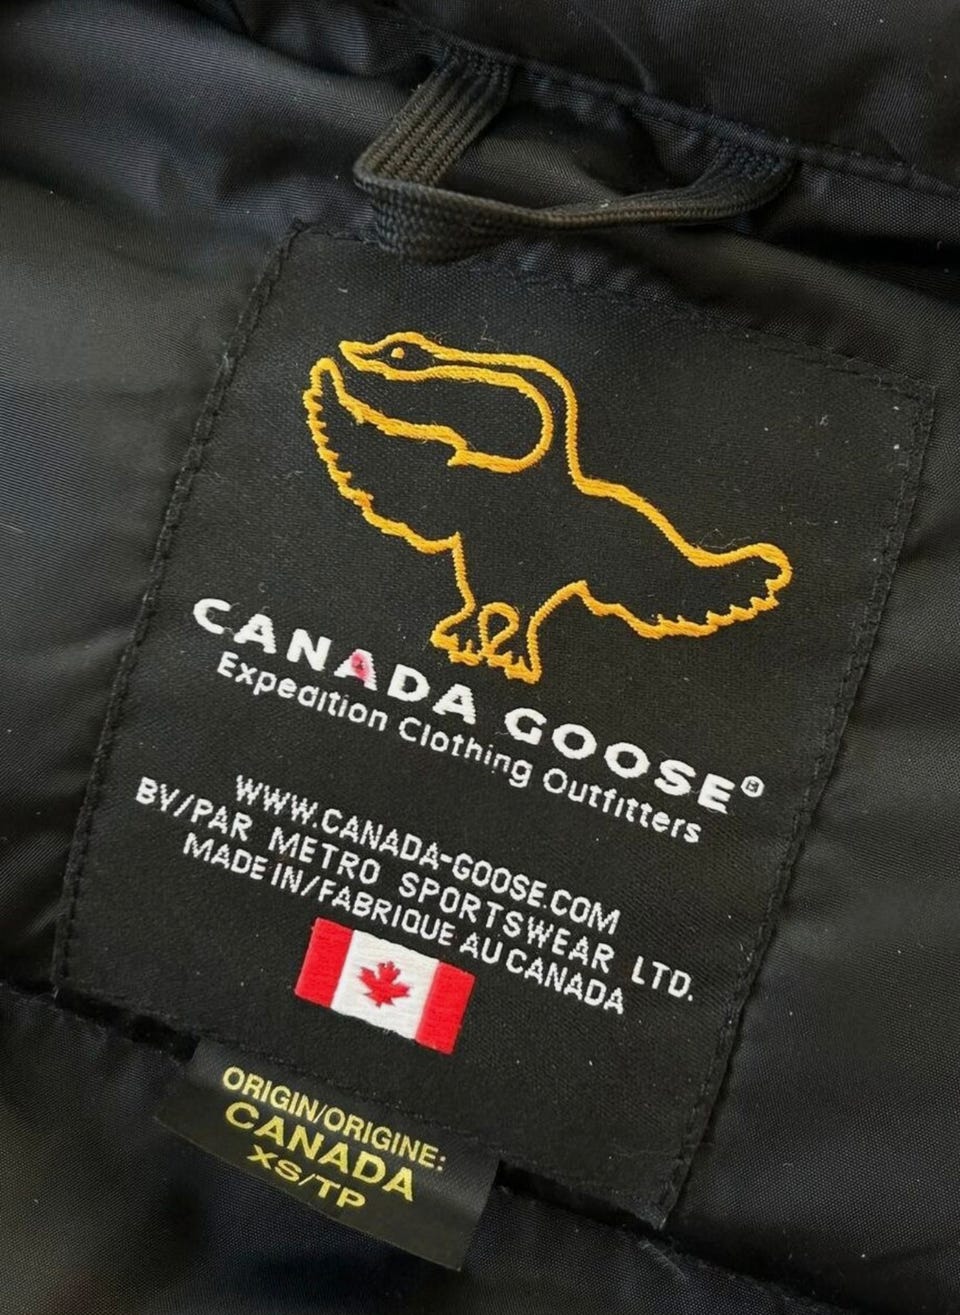 CANADA GOOSE®
Expedition Clothing Outfitters
WWW.CANADA-GOOSE.COM
BY/PAR METRO SPORTSWEAR LTD.
MADE IN/FABRIQUE AU CANADA
ORIGIN/ORIGINE:
CANADA
XS/TP